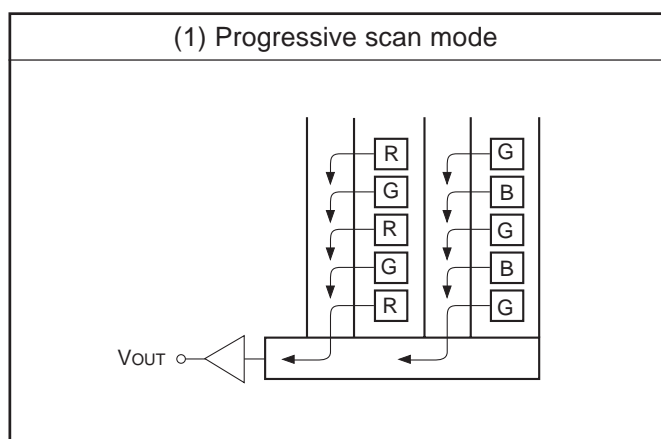 (1) Progressive scan mode
R G
G B
R G
G B
R G
VOUT